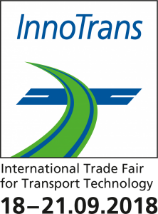 InnoTrans
International Trade Fair
for Transport Technology
18–21.09.2018